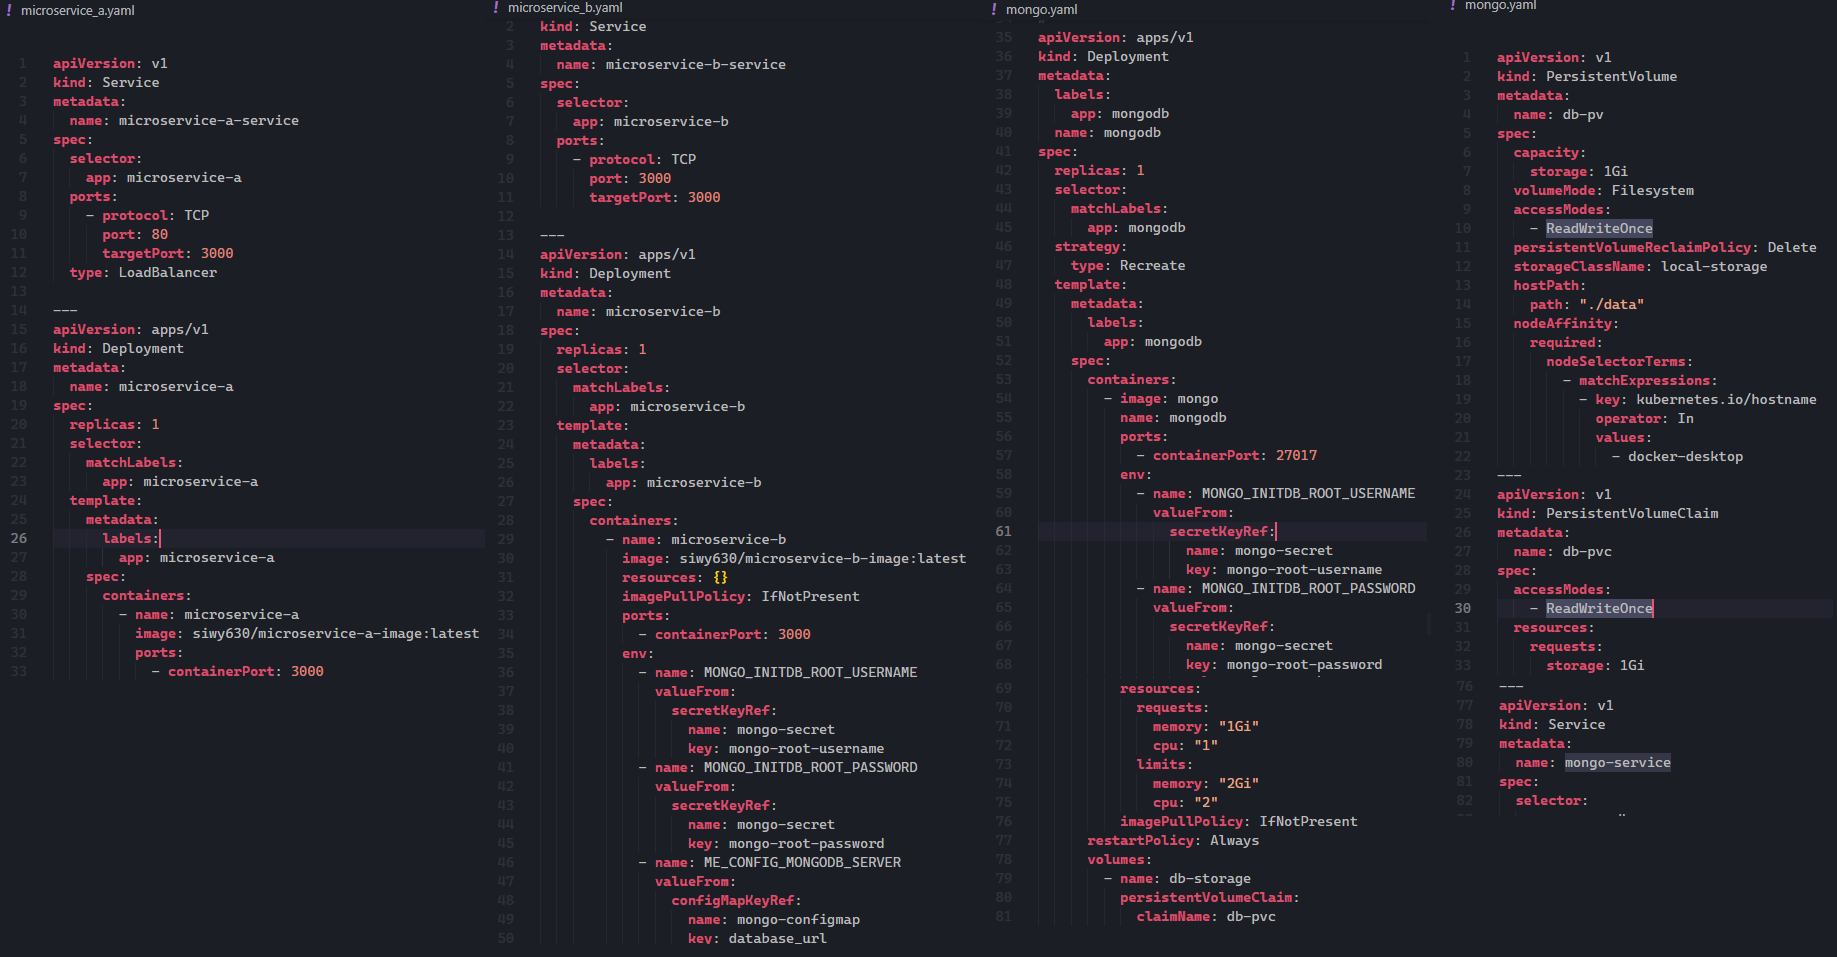 ! microservice_a.yaml
1 apiVersion: v1
2 kind: Service
3 metadata:
4   name: microservice-a-service
5 spec:
6   selector:
7     app: microservice-a
8   ports:
9     - protocol: TCP
10       port: 80
11       targetPort: 3000
12   type: LoadBalancer
13
14 ---
15 apiVersion: apps/v1
16 kind: Deployment
17 metadata:
18   name: microservice-a
19 spec:
20   replicas: 1
21   selector:
22     matchLabels:
23       app: microservice-a
24   template:
25     metadata:
26       labels:
27         app: microservice-a
28     spec:
29       containers:
30         - name: microservice-a
31           image: siwy630/microservice-a-image:latest
32           ports:
33             - containerPort: 3000
! microservice_b.yaml
2 kind: Service
3 metadata:
4   name: microservice-b-service
5 spec:
6   selector:
7     app: microservice-b
8   ports:
9     - protocol: TCP
10       port: 3000
11       targetPort: 3000
12
13 ---
14 apiVersion: apps/v1
15 kind: Deployment
16 metadata:
17   name: microservice-b
18 spec:
19   replicas: 1
20   selector:
21     matchLabels:
22       app: microservice-b
23   template:
24     metadata:
25       labels:
26         app: microservice-b
27     spec:
28       containers:
29         - name: microservice-b
30           image: siwy630/microservice-b-image:latest
31           resources: {}
32           imagePullPolicy: IfNotPresent
33           ports:
34             - containerPort: 3000
35           env:
36             - name: MONGO_INITDB_ROOT_USERNAME
37               valueFrom:
38                 secretKeyRef:
39                   name: mongo-secret
40                   key: mongo-root-username
41             - name: MONGO_INITDB_ROOT_PASSWORD
42               valueFrom:
43                 secretKeyRef:
44                   name: mongo-secret
45                   key: mongo-root-password
46             - name: ME_CONFIG_MONGODB_SERVER
47               valueFrom:
48                 configMapKeyRef:
49                   name: mongo-configmap
50                   key: database_url
! mongo.yaml
35 apiVersion: apps/v1
36 kind: Deployment
37 metadata:
38   labels:
39     app: mongodb
40   name: mongodb
41 spec:
42   replicas: 1
43   selector:
44     matchLabels:
45       app: mongodb
46   strategy:
47     type: Recreate
48   template:
49     metadata:
50       labels:
51         app: mongodb
52     spec:
53       containers:
54         - image: mongo
55           name: mongodb
56           ports:
57             - containerPort: 27017
58           env:
59             - name: MONGO_INITDB_ROOT_USERNAME
60               valueFrom:
61                 secretKeyRef:
62                   name: mongo-secret
63                   key: mongo-root-username
64             - name: MONGO_INITDB_ROOT_PASSWORD
65               valueFrom:
66                 secretKeyRef:
67                   name: mongo-secret
68                   key: mongo-root-password
69           resources:
70             requests:
71               memory: "1Gi"
72               cpu: "1"
73             limits:
74               memory: "2Gi"
75               cpu: "2"
76           imagePullPolicy: IfNotPresent
77       restartPolicy: Always
78       volumes:
79         - name: db-storage
80           persistentVolumeClaim:
81             claimName: db-pvc
! mongo.yaml
1 apiVersion: v1
2 kind: PersistentVolume
3 metadata:
4   name: db-pv
5 spec:
6   capacity:
7     storage: 1Gi
8   volumeMode: Filesystem
9   accessModes:
10     - ReadWriteOnce
11   persistentVolumeReclaimPolicy: Delete
12   storageClassName: local-storage
13   hostPath:
14     path: "./data"
15   nodeAffinity:
16     required:
17       nodeSelectorTerms:
18         - matchExpressions:
19           - key: kubernetes.io/hostname
20             operator: In
21             values:
22               - docker-desktop
23 ---
24 apiVersion: v1
25 kind: PersistentVolumeClaim
26 metadata:
27   name: db-pvc
28 spec:
29   accessModes:
30     - ReadWriteOnce
31   resources:
32     requests:
33       storage: 1Gi
76 ---
77 apiVersion: v1
78 kind: Service
79 metadata:
80   name: mongo-service
81 spec:
82   selector: